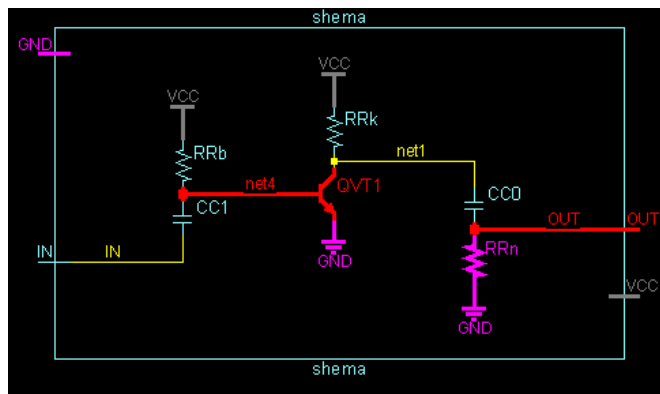 shema
GND
VCC
VCC
RRk
RRb
net1
net4
QVT1
CC1
CC0
OUT
OUT
IN
IN
RRn
GND
VCC
GND
shema